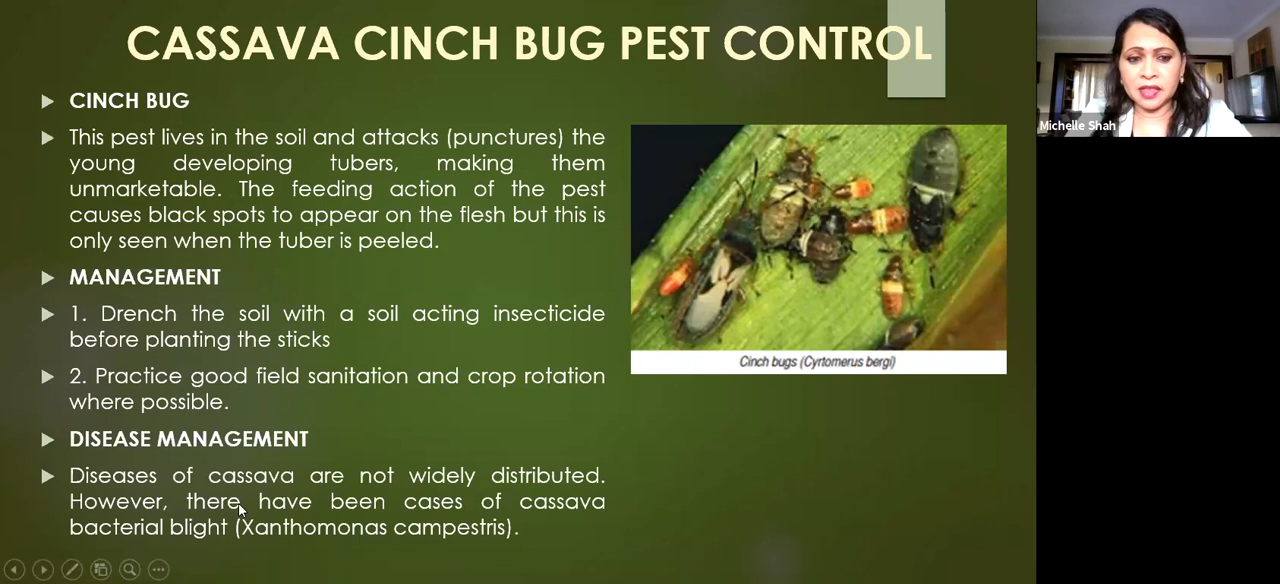 CASSAVA CINCH BUG PEST CONTROL
CINCH BUG
This pest lives in the soil and attacks (punctures) the
young developing tubers, making them
unmarketable. The feeding action of the pest
causes black spots to appear on the flesh but this is
only seen when the tuber is peeled.
MANAGEMENT
1. Drench the soil with a soil acting insecticide
before planting the sticks
2. Practice good field sanitation and crop rotation
where possible.
DISEASE MANAGEMENT
Diseases of cassava are not widely distributed.
However, there have been cases of cassava
bacterial blight (Xanthomonas campestris).
Cinch bugs (Cyrtomerus bergi)
Michelle Shah